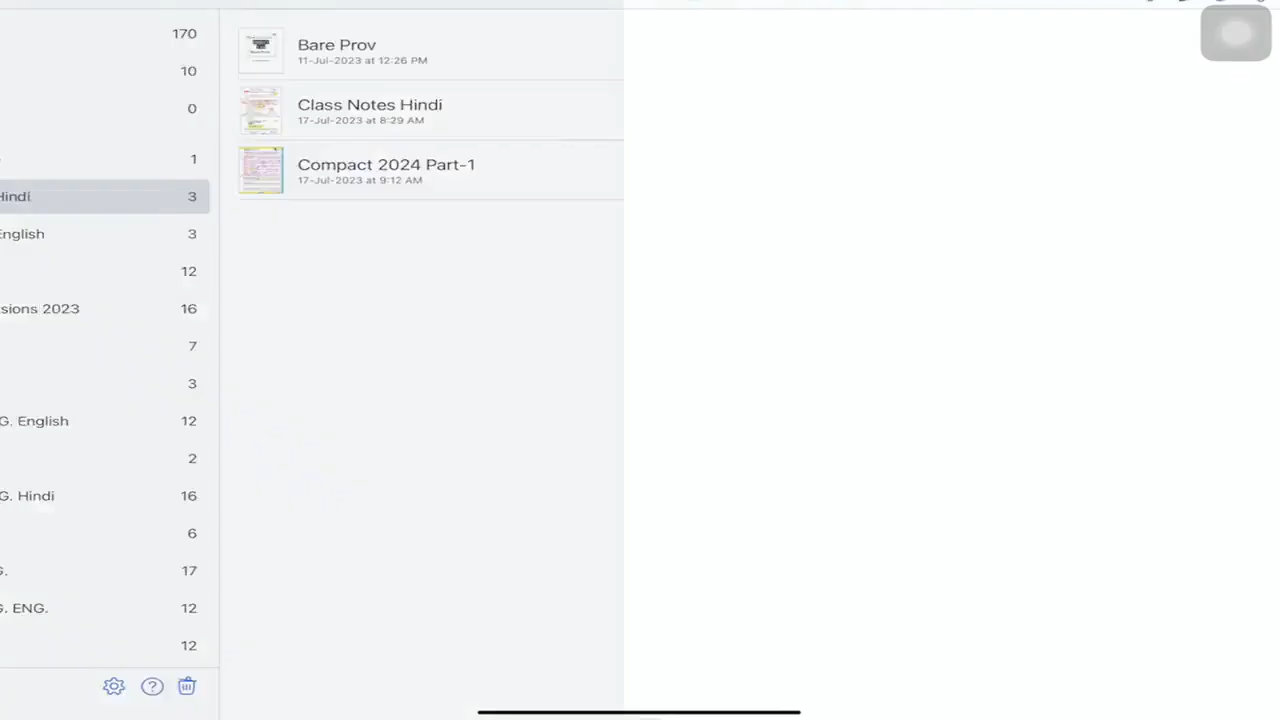 170
10
0
1
Hindi 3
English 3
12
sions 2023 16
7
3
G. English 12
2
G. Hindi 16
6
G. 17
G. ENG. 12
12
Bare Prov
11-Jul-2023 at 12:26 PM
Class Notes Hindi
17-Jul-2023 at 8:29 AM
Compact 2024 Part-1
17-Jul-2023 at 9:12 AM